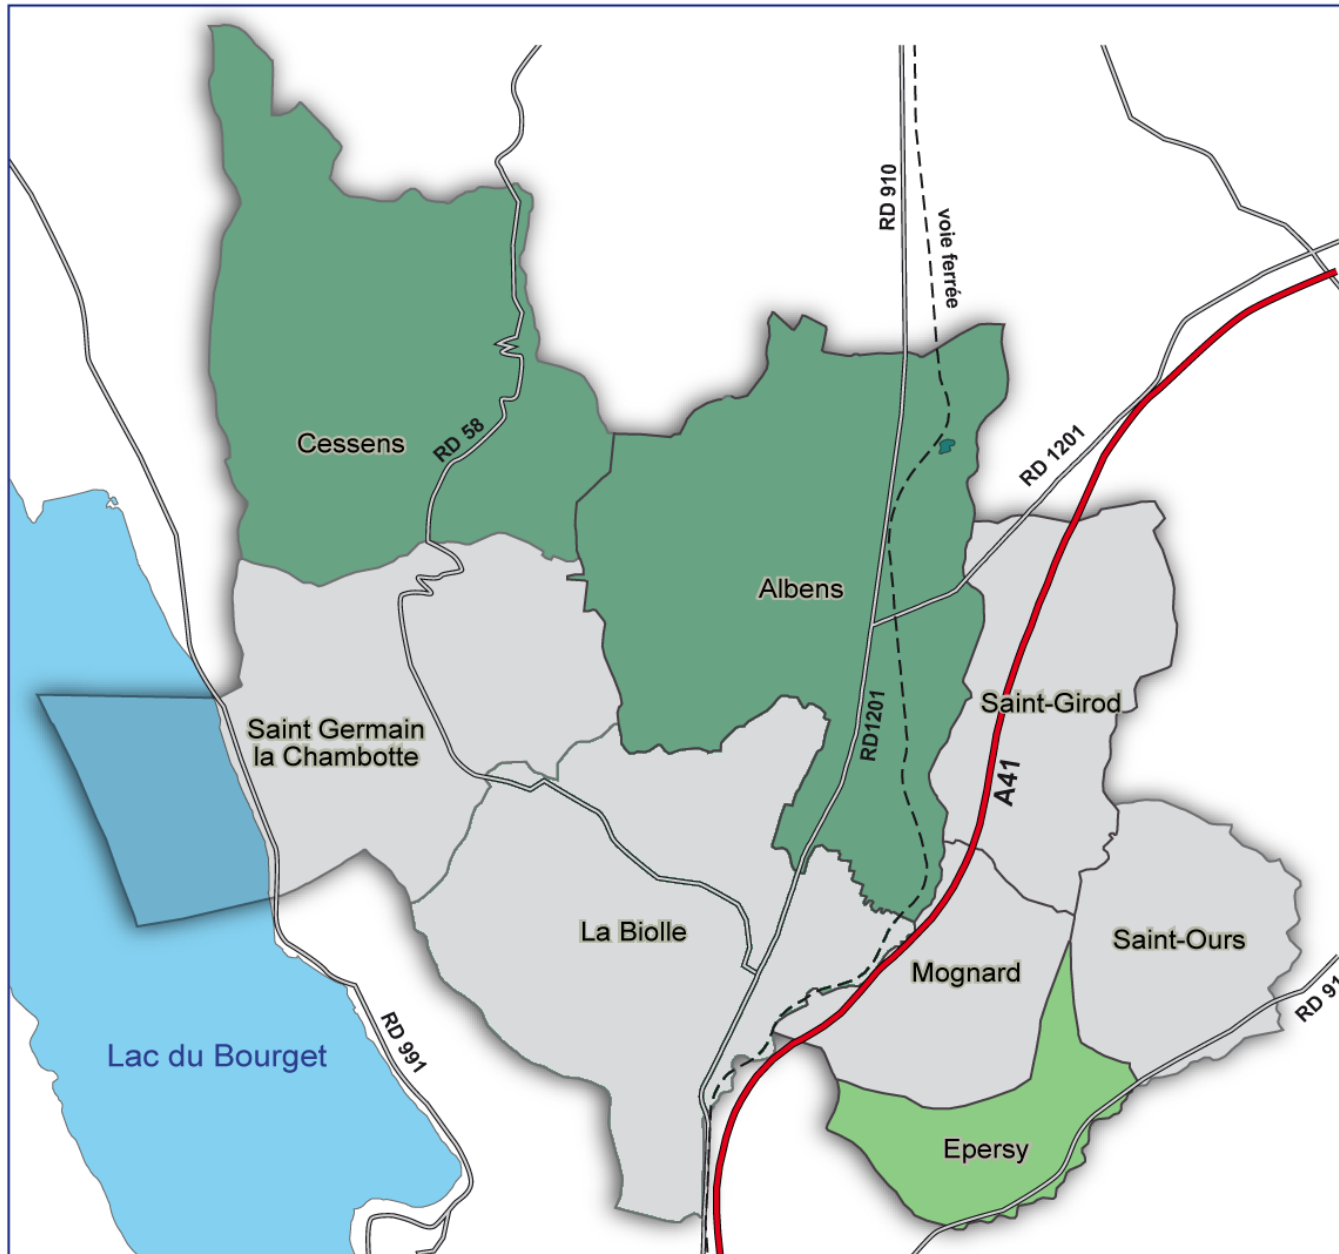 RD 910
voie ferrée
Cessens
RD 58
RD 1201
Albens
Saint-Girod
Saint Germain
la Chambotte
RD1201
A41
La Biolle
Saint-Ours
Mognard
RD 91
RD 991
Lac du Bourget
Epersy